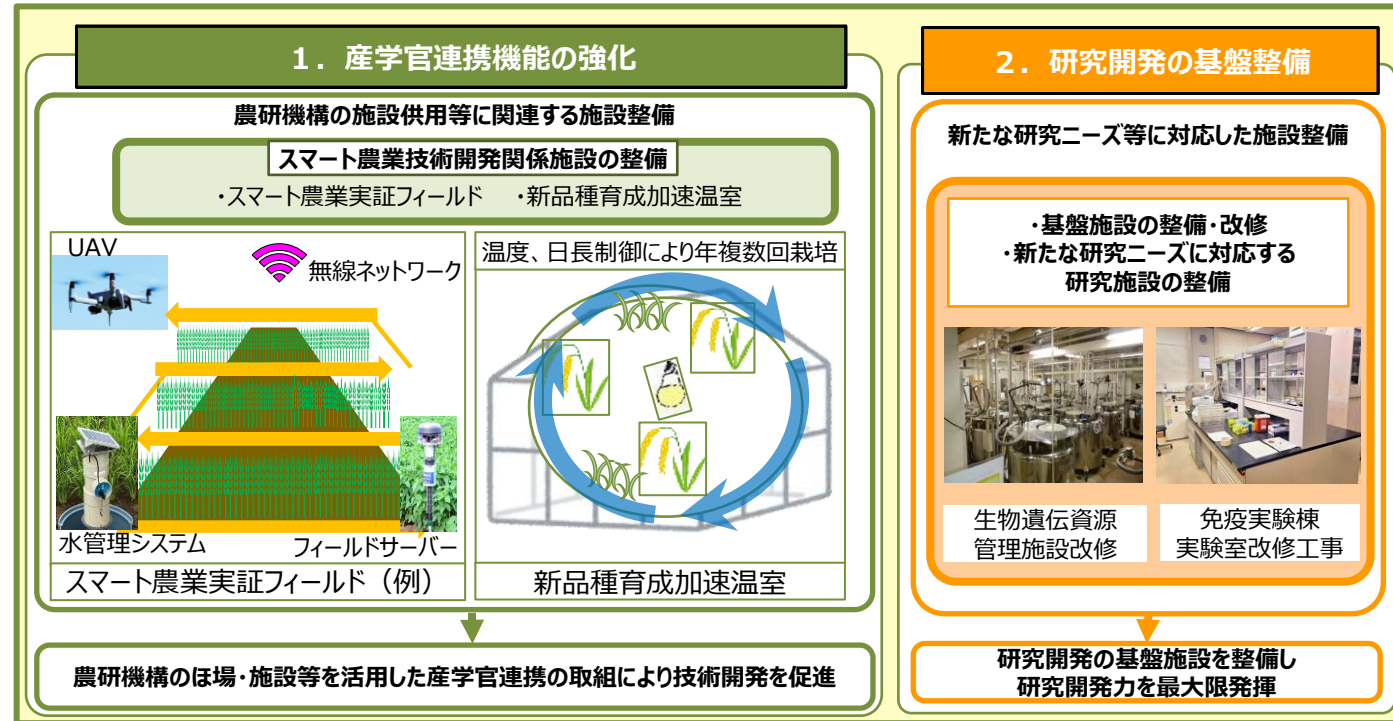 1．産学官連携機能の強化
農研機構の施設供用等に関連する施設整備
スマート農業技術開発関係施設の整備
・スマート農業実証フィールド　・新品種育成加速温室
UAV
無線ネットワーク
水管理システム
フィールドサーバー
スマート農業実証フィールド（例）
温度、日長制御により年複数回栽培
新品種育成加速温室
農研機構のほ場・施設等を活用した産学官連携の取組により技術開発を促進
2．研究開発の基盤整備
新たな研究ニーズ等に対応した施設整備
・基盤施設の整備・改修
・新たな研究ニーズに対応する
研究施設の整備
生物遺伝資源
管理施設改修
免疫実験棟
実験室改修工事
研究開発の基盤施設を整備し
研究開発力を最大限発揮